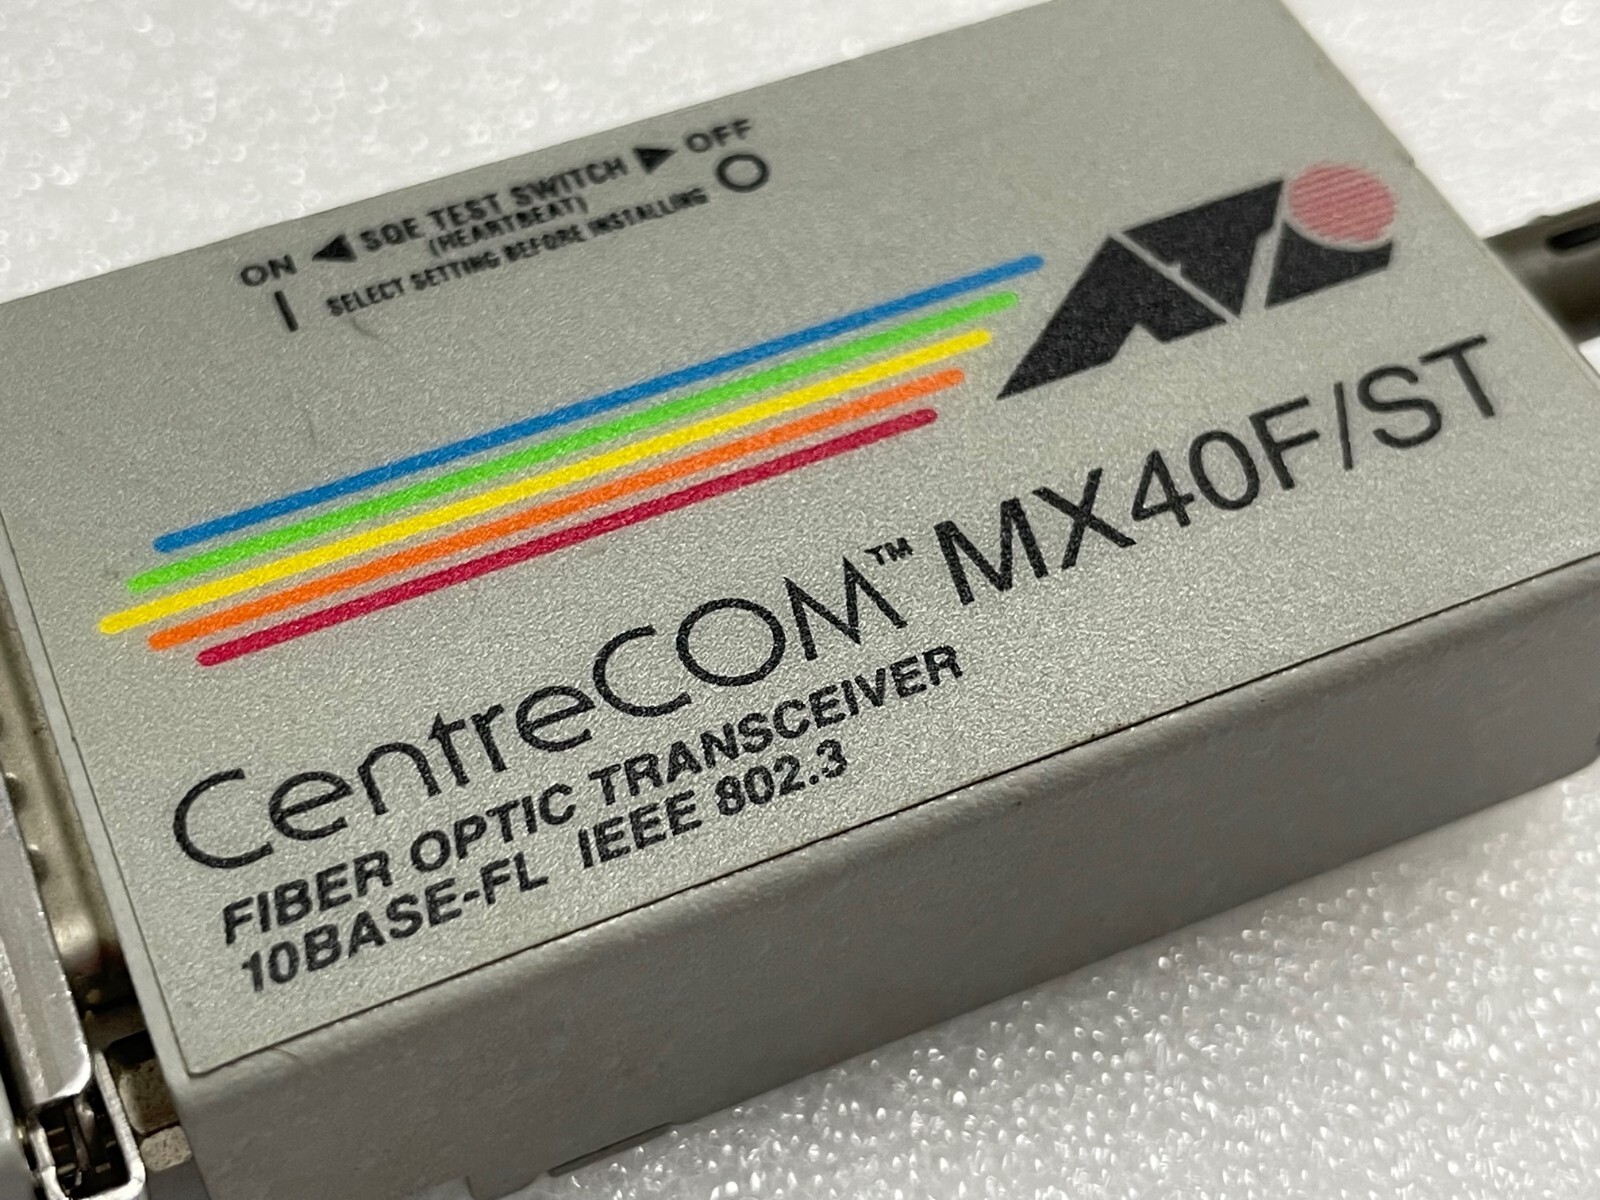 ON ◀ SQE TEST SWITCH ▶ OFF
(HEARTBEAT)
| SELECT SETTING BEFORE INSTALLING O
ATI
CentreCOM™ MX40F/ST
FIBER OPTIC TRANSCEIVER
10BASE-FL IEEE 802.3